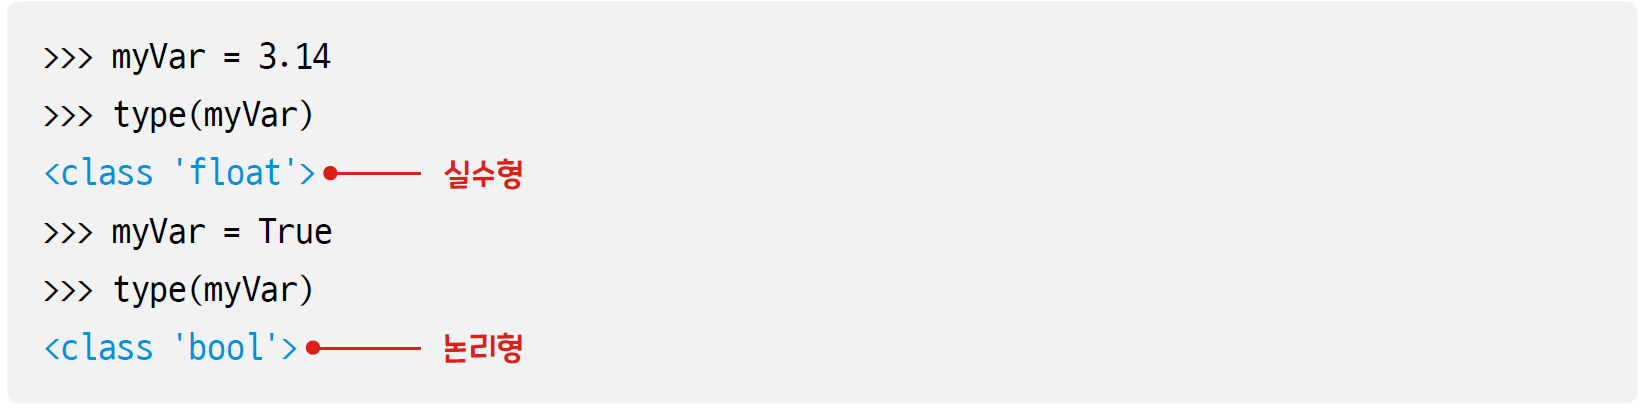 >>> myVar = 3.14
>>> type(myVar)
<class 'float'> 실수형
>>> myVar = True
>>> type(myVar)
<class 'bool'> 논리형